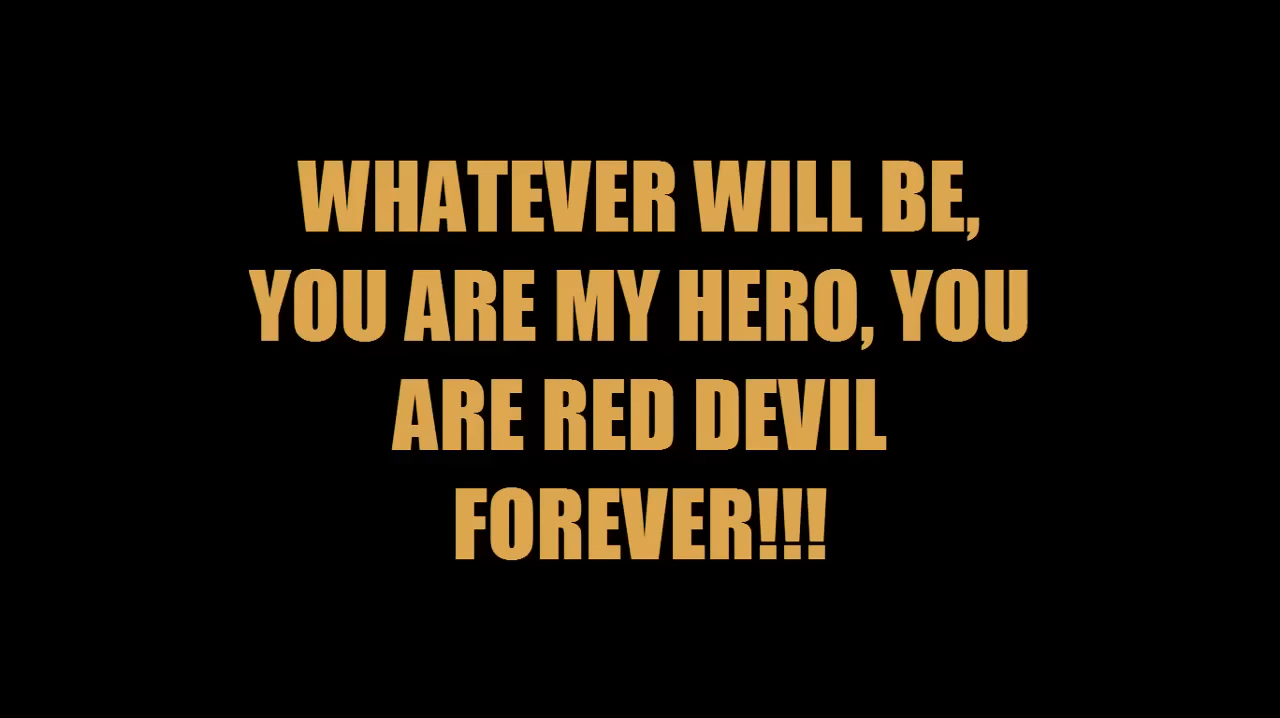 WHATEVER WILL BE,
YOU ARE MY HERO, YOU
ARE RED DEVIL
FOREVER!!!